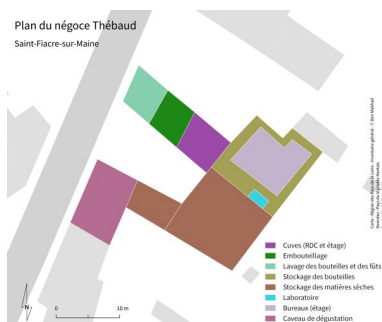 Plan du négoce Thébaud
Saint-Fiacre-sur-Maine
Cuves (RDC et étage)
Embouteillage
Lavage des bouteilles et des fûts
Stockage des bouteilles
Stockage des matières sèches
Laboratoire
Bureaux (étage)
Caveau de dégustation
N
0 10 m